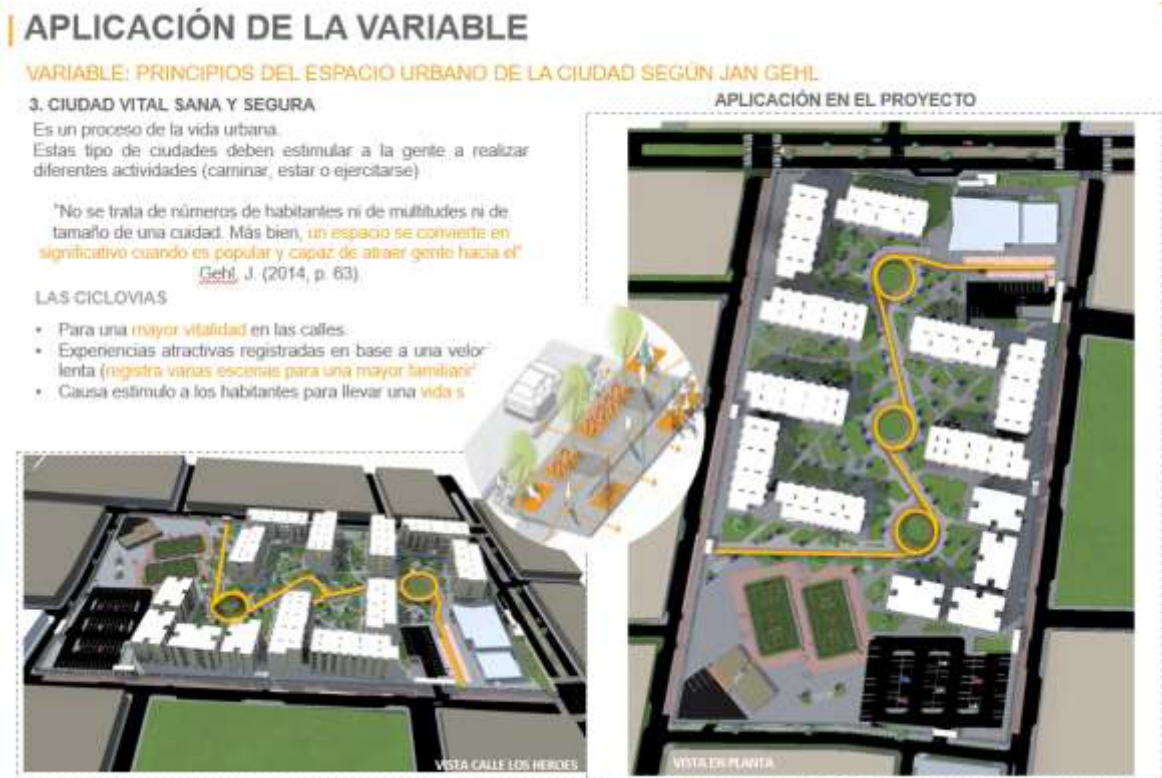 APLICACIÓN DE LA VARIABLE
VARIABLE: PRINCIPIOS DEL ESPACIO URBANO DE LA CIUDAD SEGÚN JAN GEHL
3. CIUDAD VITAL SANA Y SEGURA
Es un proceso de la vida urbana.
Estas tipo de ciudades deben estimular a la gente a realizar
diferentes actividades (caminar, estar o ejercitarse)
"No se trata de números de habitantes ni de multitudes ni de
tamaño de una cuidad. Más bien, un espacio se convierte en
significativo cuando es popular y capaz de atraer gente hacia el"
Gehl, J. (2014, p. 63).
LAS CICLOVIAS
• Para una mayor vitalidad en las calles.
• Experiencias atractivas registradas en base a una veloc
lenta (registra varias escenas para una mayor familiari
• Causa estimulo a los habitantes para llevar una vida s
VISTA CALLE LOS HEROES
APLICACIÓN EN EL PROYECTO
VISTA EN PLANTA